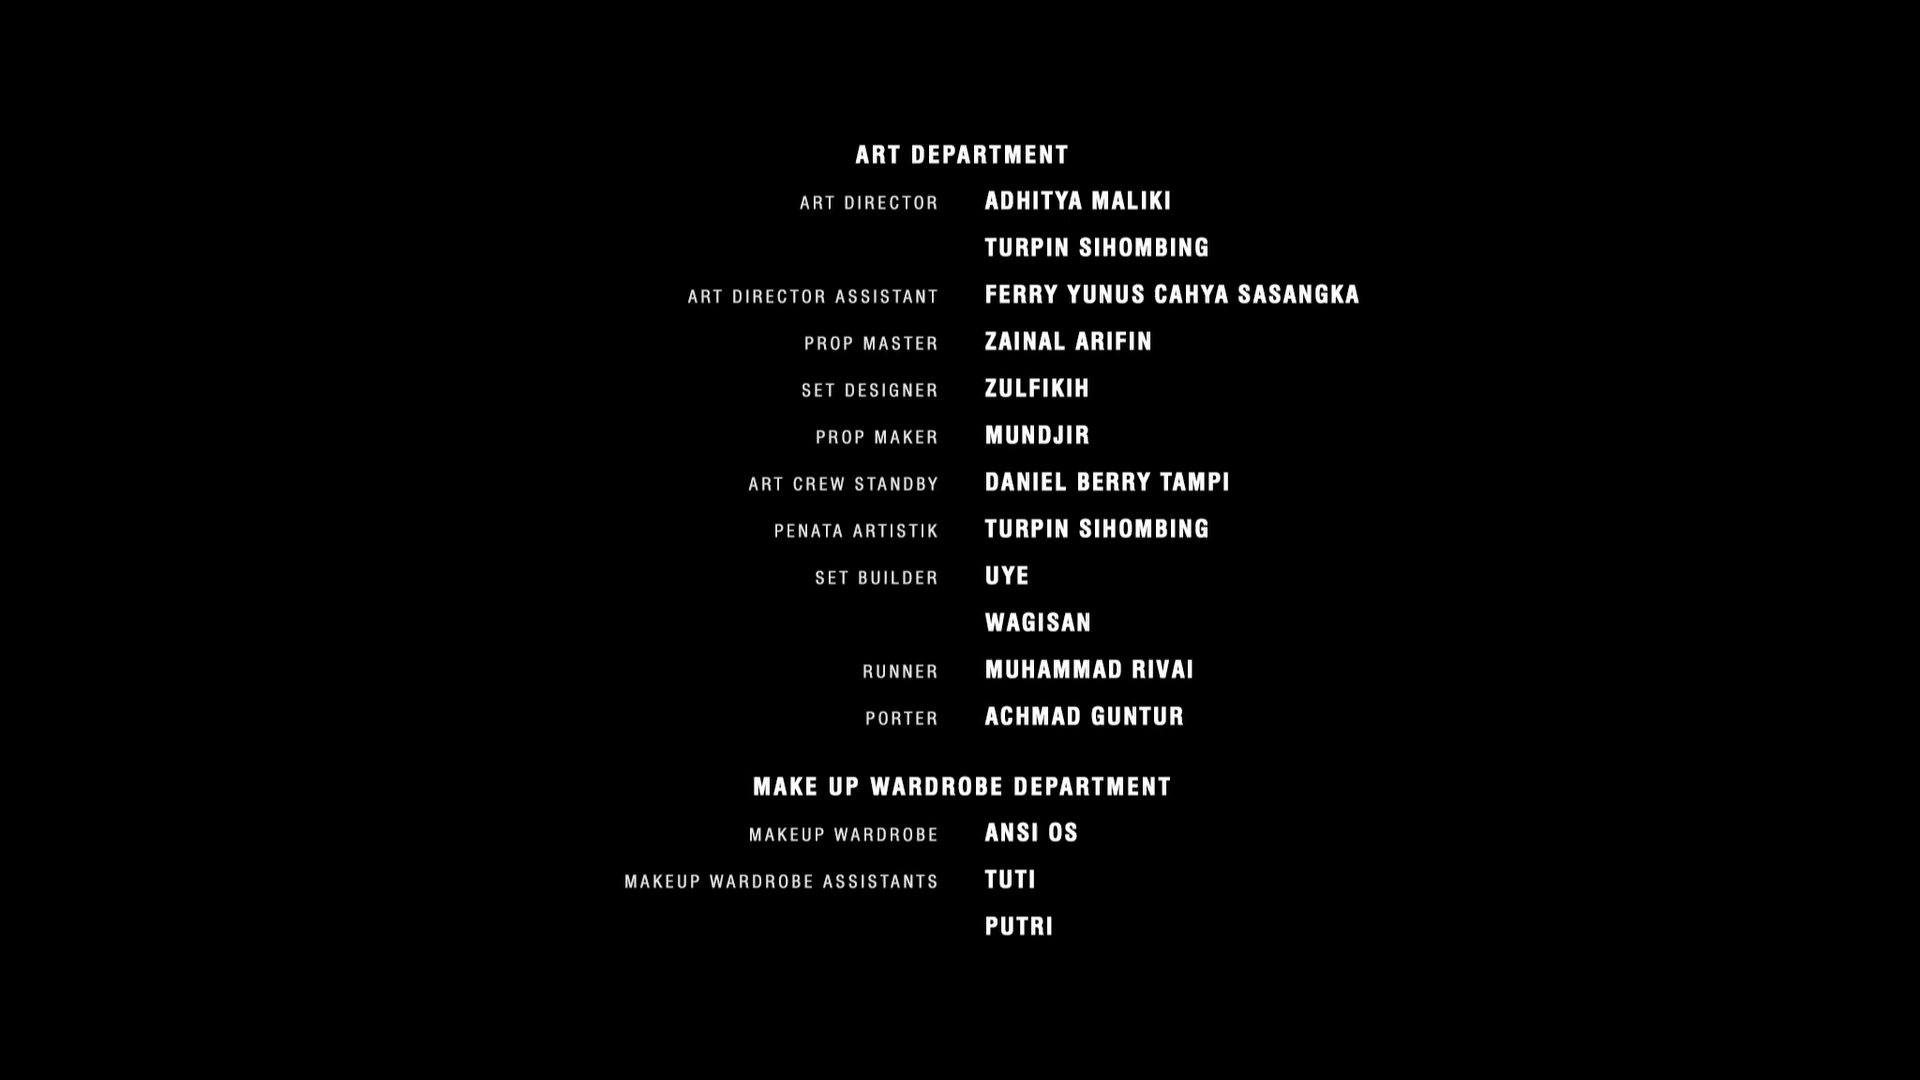 ART DEPARTMENT
ART DIRECTOR ADHITYA MALIKI
TURPIN SIHOMBING
ART DIRECTOR ASSISTANT FERRY YUNUS CAHYA SASANGKA
PROP MASTER ZAINAL ARIFIN
SET DESIGNER ZULFIKIH
PROP MAKER MUNDJIR
ART CREW STANDBY DANIEL BERRY TAMPI
PENATA ARTISTIK TURPIN SIHOMBING
SET BUILDER UYE
WAGISAN
RUNNER MUHAMMAD RIVAI
PORTER ACHMAD GUNTUR
MAKE UP WARDROBE DEPARTMENT
MAKEUP WARDROBE ANSI OS
MAKEUP WARDROBE ASSISTANTS TUTI
PUTRI